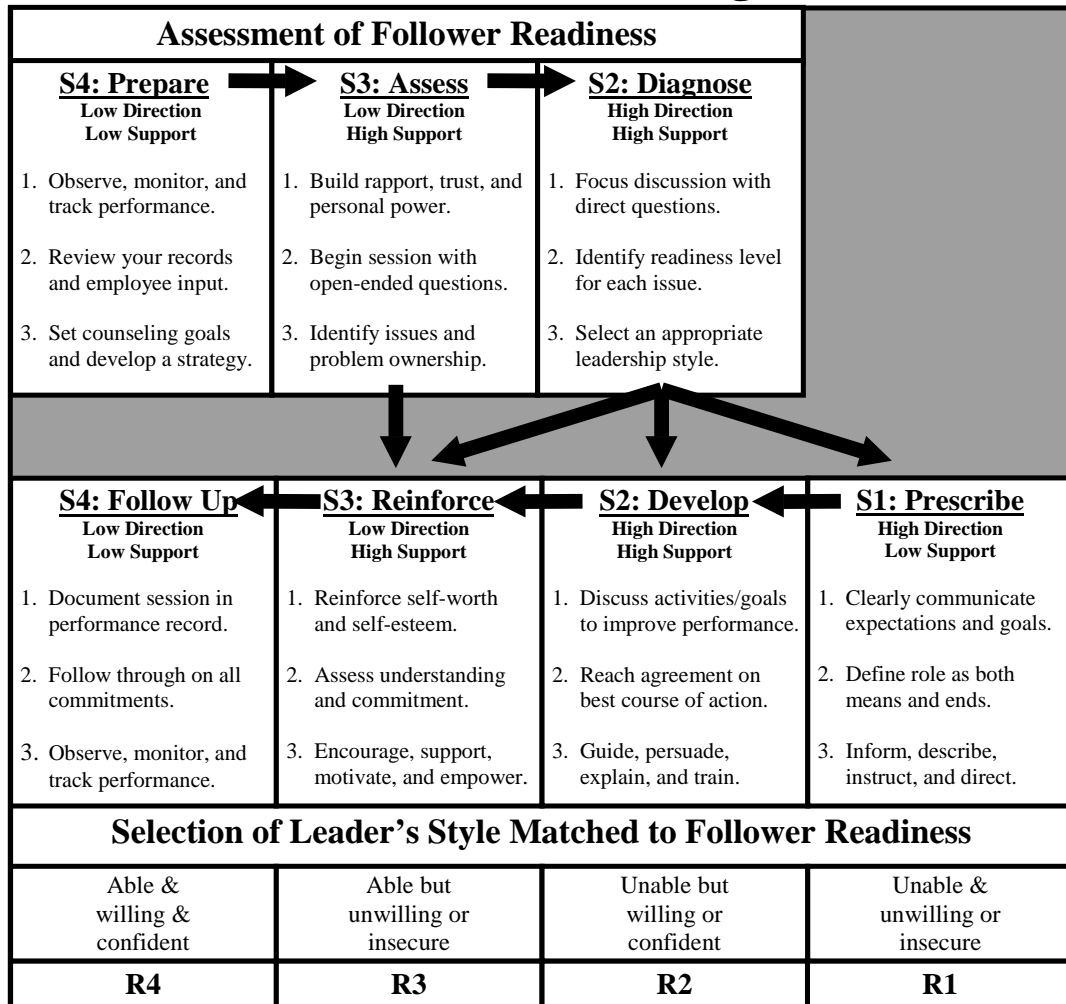 Assessment of Follower Readiness
S4: Prepare
Low Direction
Low Support
1. Observe, monitor, and
track performance.
2. Review your records
and employee input.
3. Set counseling goals
and develop a strategy.
S3: Assess
Low Direction
High Support
1. Build rapport, trust, and
personal power.
2. Begin session with
open-ended questions.
3. Identify issues and
problem ownership.
S2: Diagnose
High Direction
High Support
1. Focus discussion with
direct questions.
2. Identify readiness level
for each issue.
3. Select an appropriate
leadership style.
S4: Follow Up
Low Direction
Low Support
1. Document session in
performance record.
2. Follow through on all
commitments.
3. Observe, monitor, and
track performance.
S3: Reinforce
Low Direction
High Support
1. Reinforce self-worth
and self-esteem.
2. Assess understanding
and commitment.
3. Encourage, support,
motivate, and empower.
S2: Develop
High Direction
High Support
1. Discuss activities/goals
to improve performance.
2. Reach agreement on
best course of action.
3. Guide, persuade,
explain, and train.
S1: Prescribe
High Direction
Low Support
1. Clearly communicate
expectations and goals.
2. Define role as both
means and ends.
3. Inform, describe,
instruct, and direct.
Selection of Leader’s Style Matched to Follower Readiness
Able &
willing &
confident
Able but
unwilling or
insecure
Unable but
willing or
confident
Unable &
unwilling or
insecure
R4
R3
R2
R1